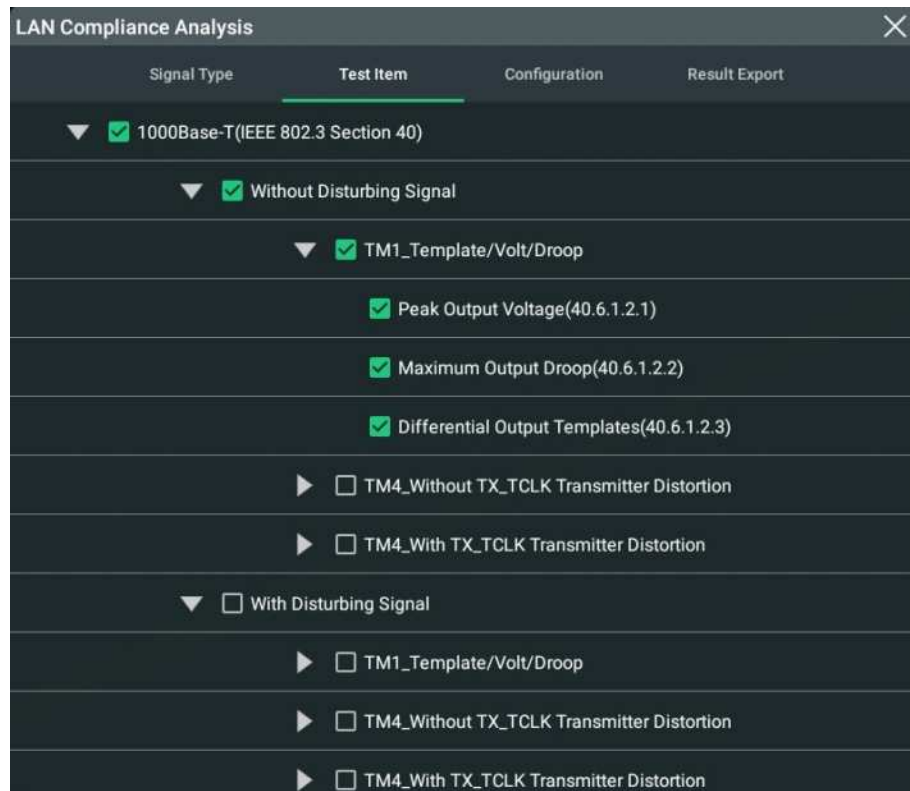 LAN Compliance Analysis
Signal Type Test Item Configuration Result Export
1000Base-T(IEEE 802.3 Section 40)
Without Disturbing Signal
TM1_Template/Volt/Droop
Peak Output Voltage(40.6.1.2.1)
Maximum Output Droop(40.6.1.2.2)
Differential Output Templates(40.6.1.2.3)
TM4_Without TX_TCLK Transmitter Distortion
TM4_With TX_TCLK Transmitter Distortion
With Disturbing Signal
TM1_Template/Volt/Droop
TM4_Without TX_TCLK Transmitter Distortion
TM4_With TX_TCLK Transmitter Distortion